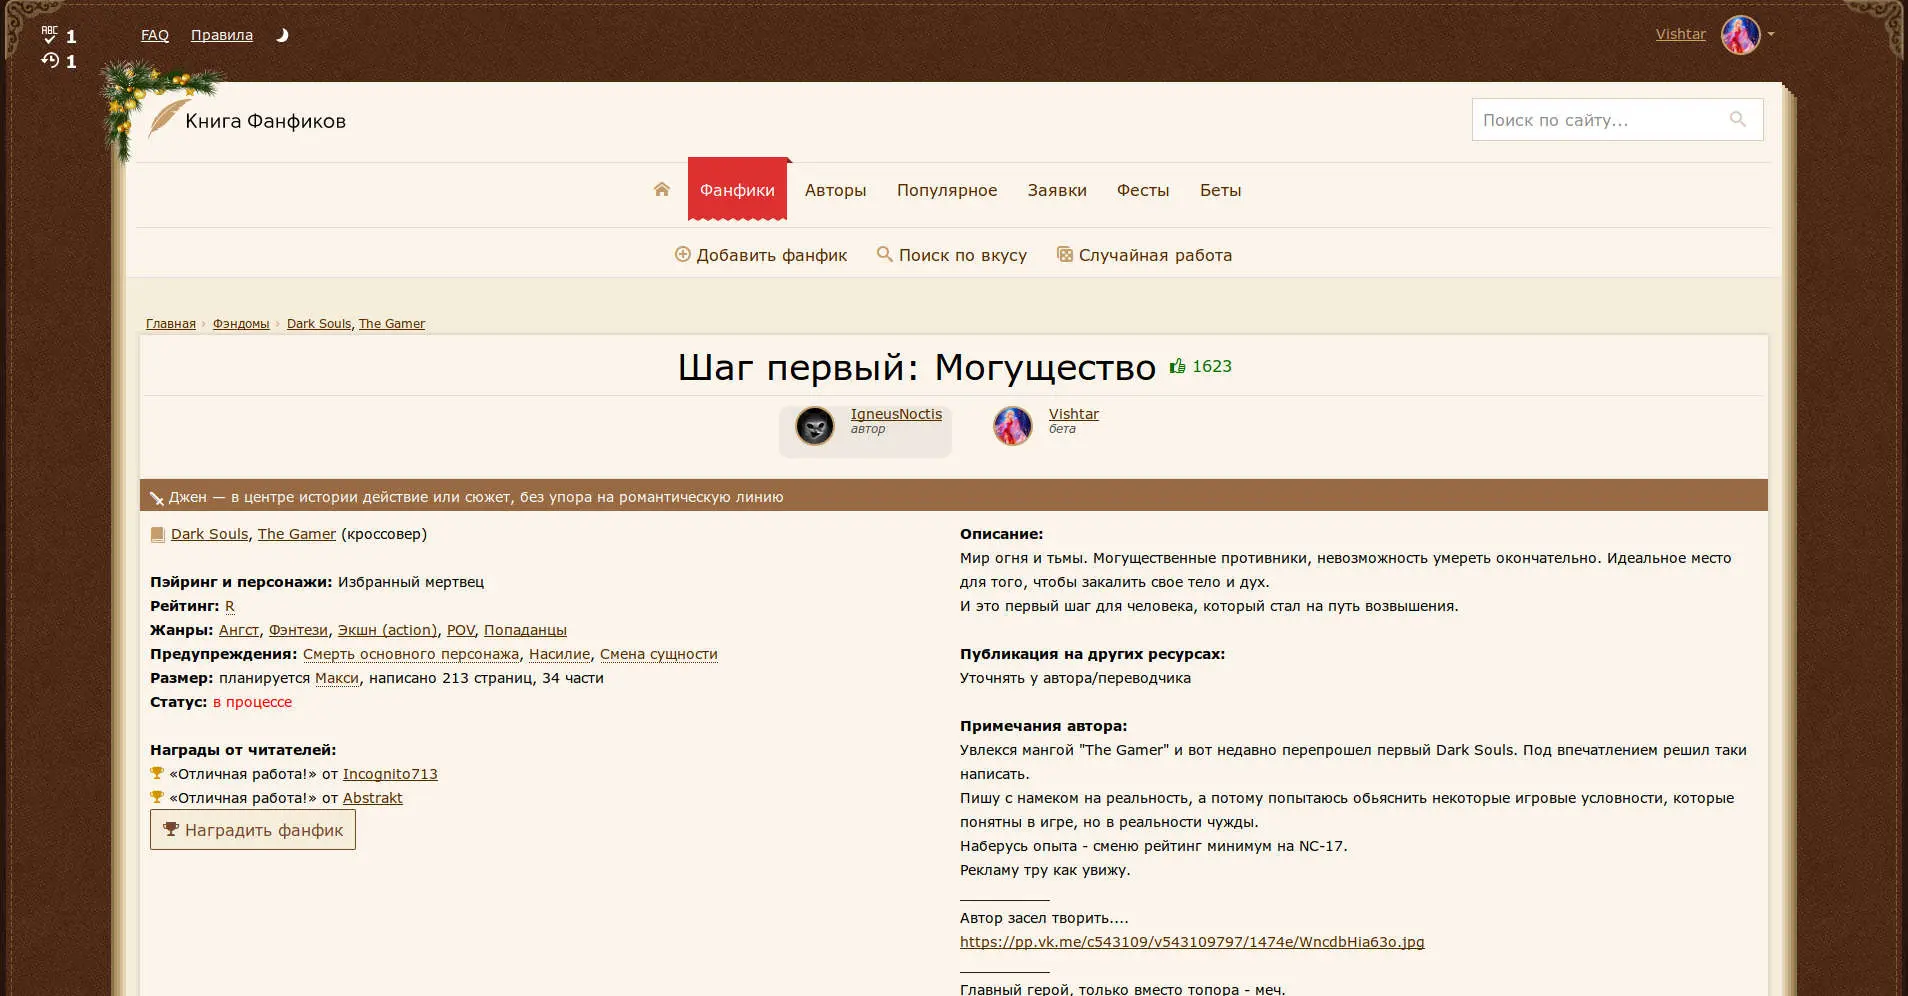 ABC 1
1
FAQ Правила
Vishtar
Книга Фанфиков
Поиск по сайту...
Фанфики Авторы Популярное Заявки Фесты Беты
Добавить фанфик Поиск по вкусу Случайная работа
Главная › Фэндомы › Dark Souls, The Gamer
Шаг первый: Могущество 1623
IgneusNoctis
автор
Vishtar
бета
Джен — в центре истории действие или сюжет, без упора на романтическую линию
Dark Souls, The Gamer (кроссовер)
Пэйринг и персонажи: Избранный мертвец
Рейтинг: R
Жанры: Ангст, Фэнтези, Экшн (action), POV, Попаданцы
Предупреждения: Смерть основного персонажа, Насилие, Смена сущности
Размер: планируется Макси, написано 213 страниц, 34 части
Статус: в процессе
Награды от читателей:
«Отличная работа!» от Incognito713
«Отличная работа!» от Abstrakt
Наградить фанфик
Описание:
Мир огня и тьмы. Могущественные противники, невозможность умереть окончательно. Идеальное место
для того, чтобы закалить свое тело и дух.
И это первый шаг для человека, который стал на путь возвышения.
Публикация на других ресурсах:
Уточнять у автора/переводчика
Примечания автора:
Увлекся мангой "The Gamer" и вот недавно перепрошел первый Dark Souls. Под впечатлением решил таки
написать.
Пишу с намеком на реальность, а потому попытаюсь обьяснить некоторые игровые условности, которые
понятны в игре, но в реальности чужды.
Наберусь опыта - сменю рейтинг минимум на NC-17.
Рекламу тру как увижу.
___________
Автор засел творить....
https://pp.vk.me/c543109/v543109797/1474e/WncdbHia63o.jpg
___________
Главный герой, только вместо топора - меч.